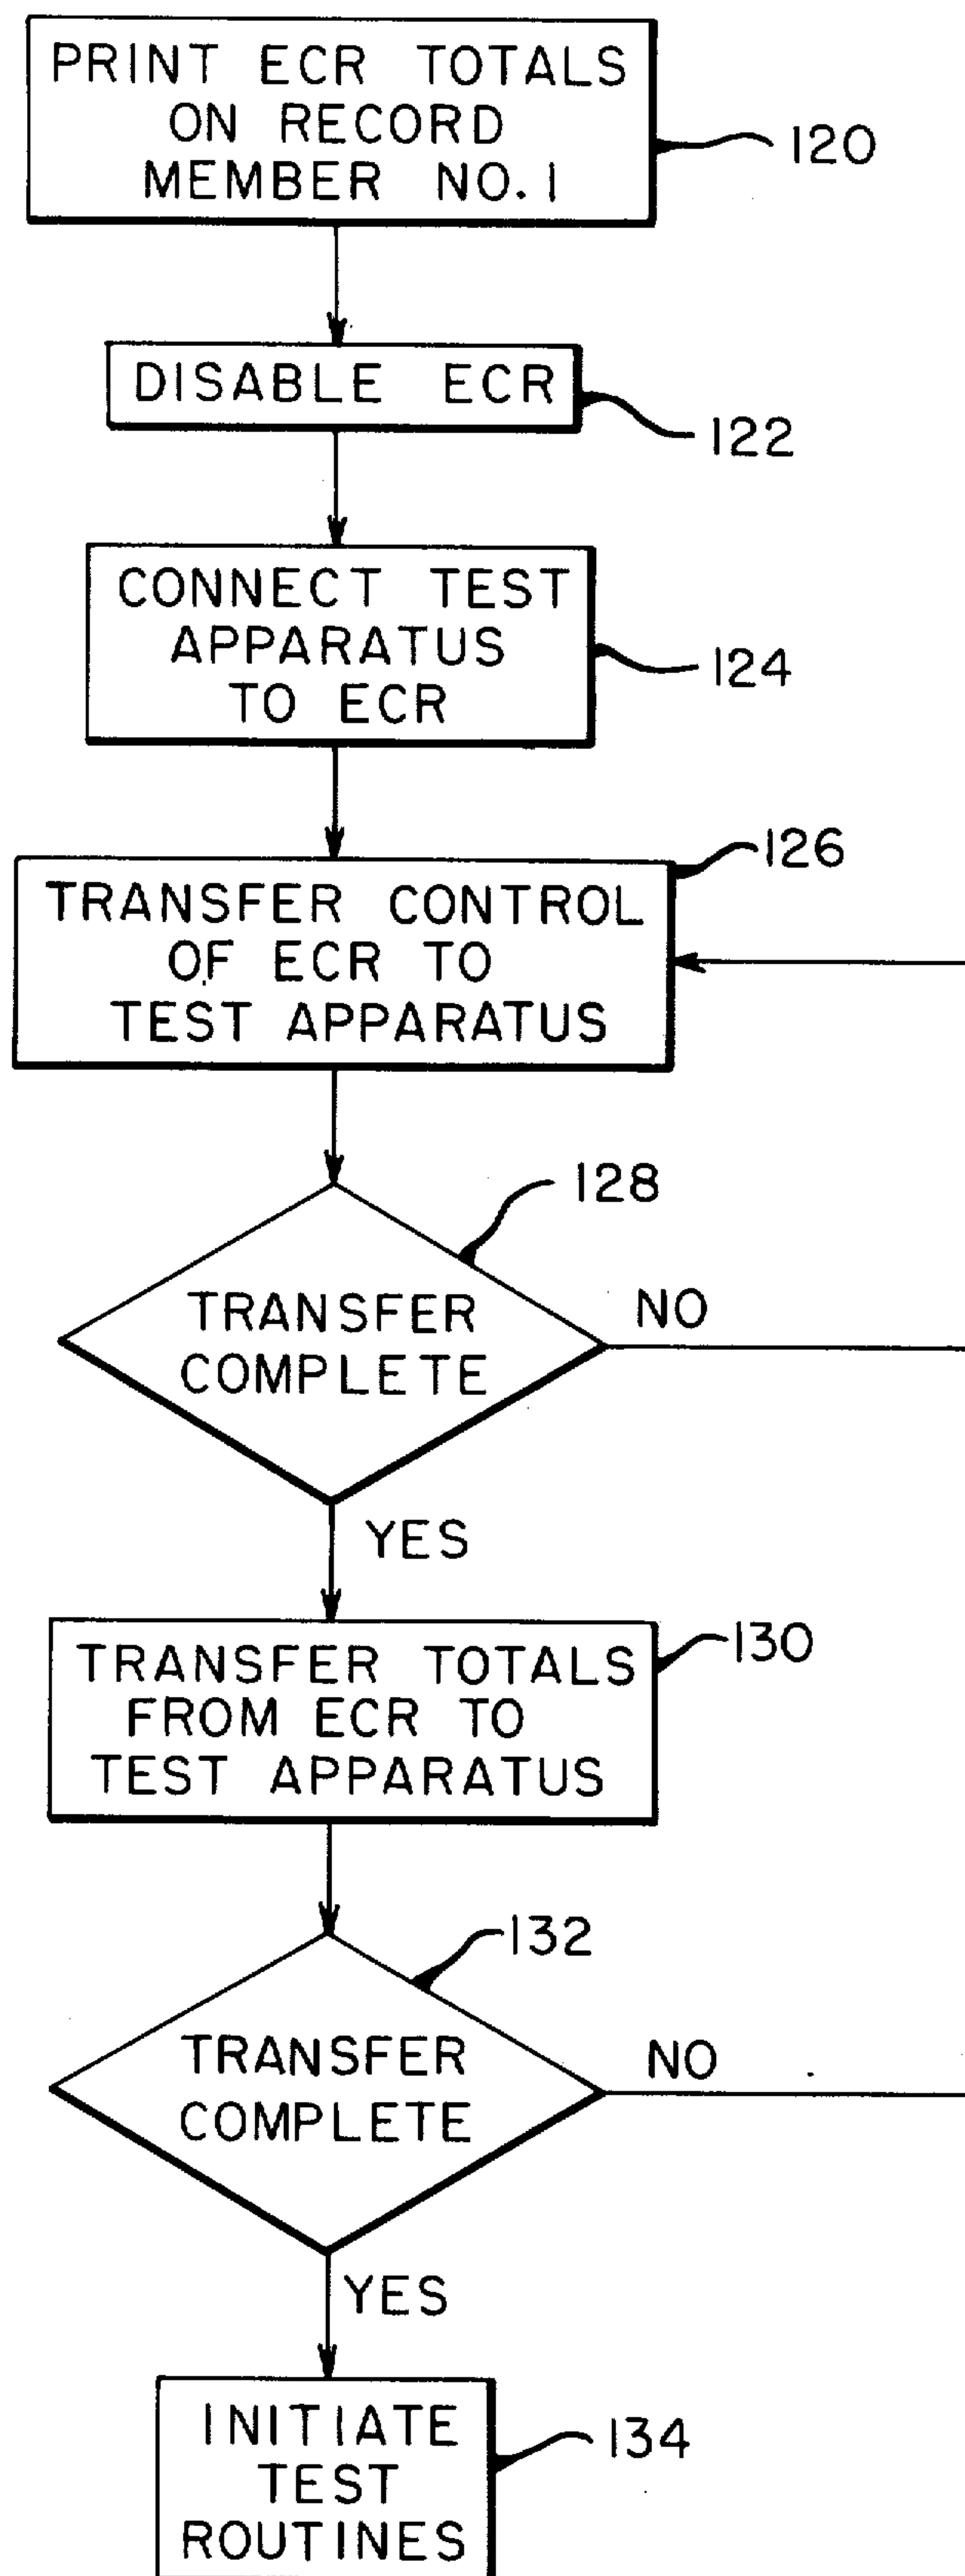 PRINT ECR TOTALS
ON RECORD
MEMBER NO. 1
120
DISABLE ECR
122
CONNECT TEST
APPARATUS
TO ECR
124
126
TRANSFER CONTROL
OF ECR TO
TEST APPARATUS
128
TRANSFER
COMPLETE
NO
YES
TRANSFER TOTALS
FROM ECR TO
TEST APPARATUS
130
132
TRANSFER
COMPLETE
NO
YES
INITIATE
TEST
ROUTINES
134